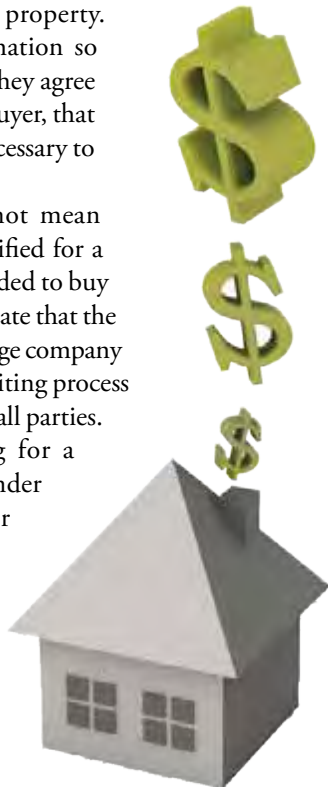 property.
nation so
hey agree
uyer, that
cessary to
not mean
ified for a
ded to buy
ate that the
ge company
iting process
all parties.
g for a
nder
r